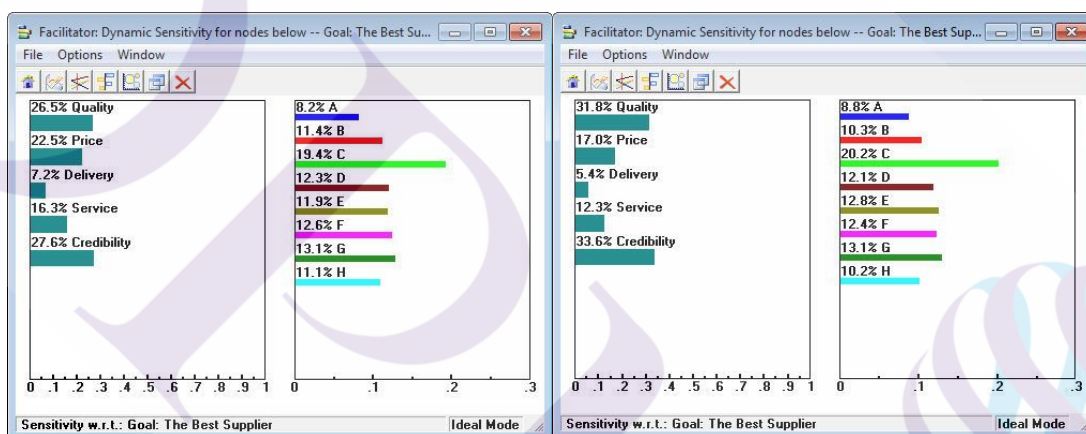 Facilitator: Dynamic Sensitivity for nodes below -- Goal: The Best Su...
File Options Window
26.5% Quality
22.5% Price
7.2% Delivery
16.3% Service
27.6% Credibility
0 .1 .2 .3 .4 .5 .6 .7 .8 .9 1
8.2% A
11.4% B
19.4% C
12.3% D
11.9% E
12.6% F
13.1% G
11.1% H
0 .1 .2 .3
Sensitivity w.r.t.: Goal: The Best Supplier Ideal Mode
Facilitator: Dynamic Sensitivity for nodes below -- Goal: The Best Sup...
File Options Window
31.8% Quality
17.0% Price
5.4% Delivery
12.3% Service
33.6% Credibility
0 .1 .2 .3 .4 .5 .6 .7 .8 .9 1
8.8% A
10.3% B
20.2% C
12.1% D
12.8% E
12.4% F
13.1% G
10.2% H
0 .1 .2 .3
Sensitivity w.r.t.: Goal: The Best Supplier Ideal Mode